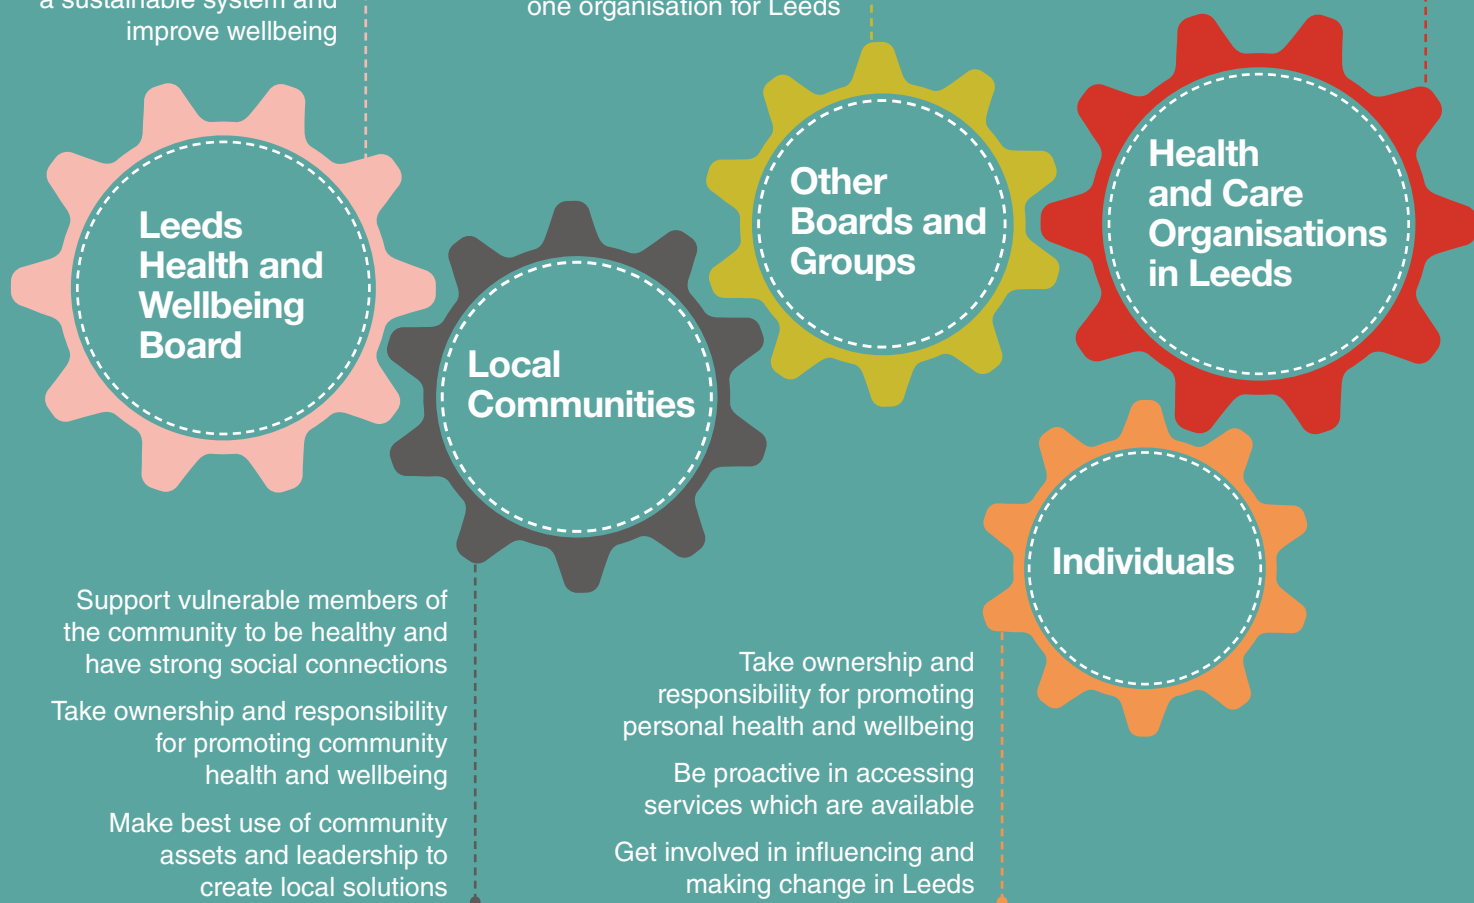 a sustainable system and
improve wellbeing
one organisation for Leeds
Leeds
Health and
Wellbeing
Board
Local
Communities
Other
Boards and
Groups
Health
and Care
Organisations
in Leeds
Individuals
Support vulnerable members of
the community to be healthy and
have strong social connections
Take ownership and responsibility
for promoting community
health and wellbeing
Make best use of community
assets and leadership to
create local solutions
Take ownership and
responsibility for promoting
personal health and wellbeing
Be proactive in accessing
services which are available
Get involved in influencing and
making change in Leeds